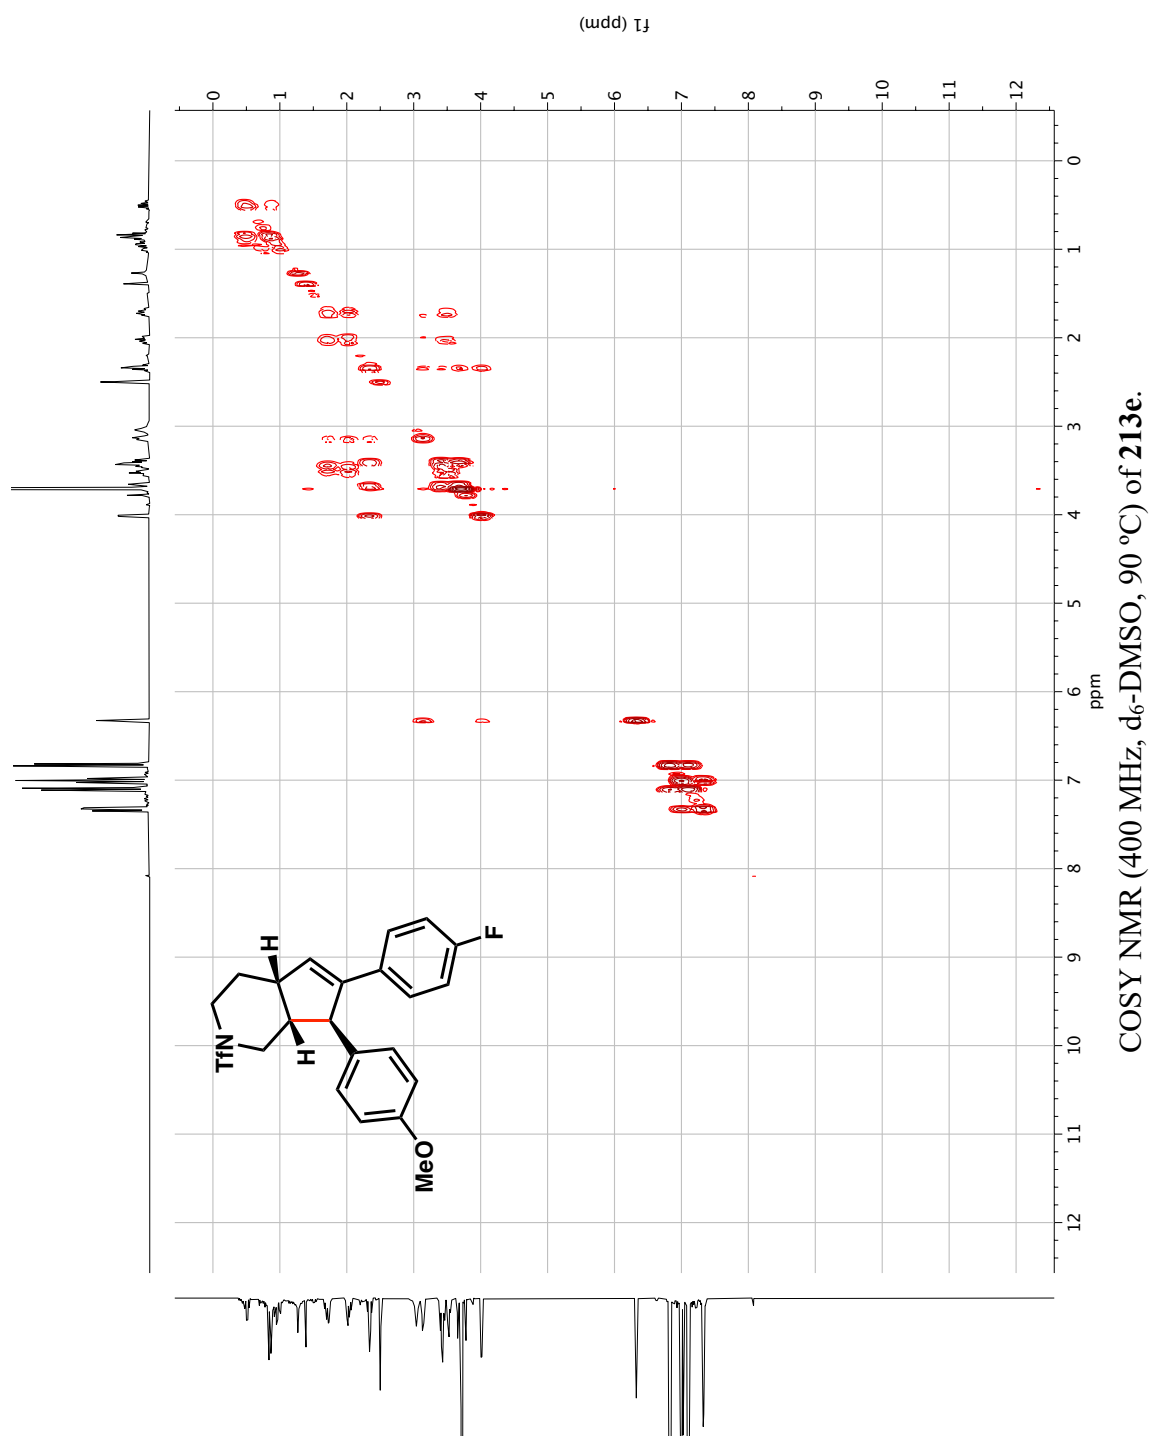 f1 (ppm)
0 1 2 3 4 5 6 7 8 9 10 11 12
0 1 2 3 4 5 6 7 8 9 10 11 12
ppm
H
F
TfN
H
MeO
COSY NMR (400 MHz, d6-DMSO, 90 ºC) of 213e.